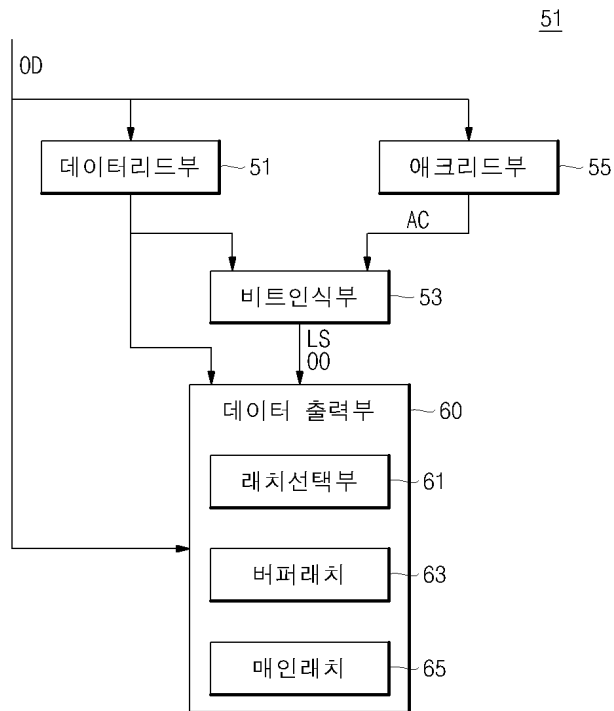 51
OD
데이터리드부 51
애크리드부 55
AC
비트인식부 53
LS
OO
데이터 출력부 60
래치선택부 61
버퍼래치 63
매인래치 65